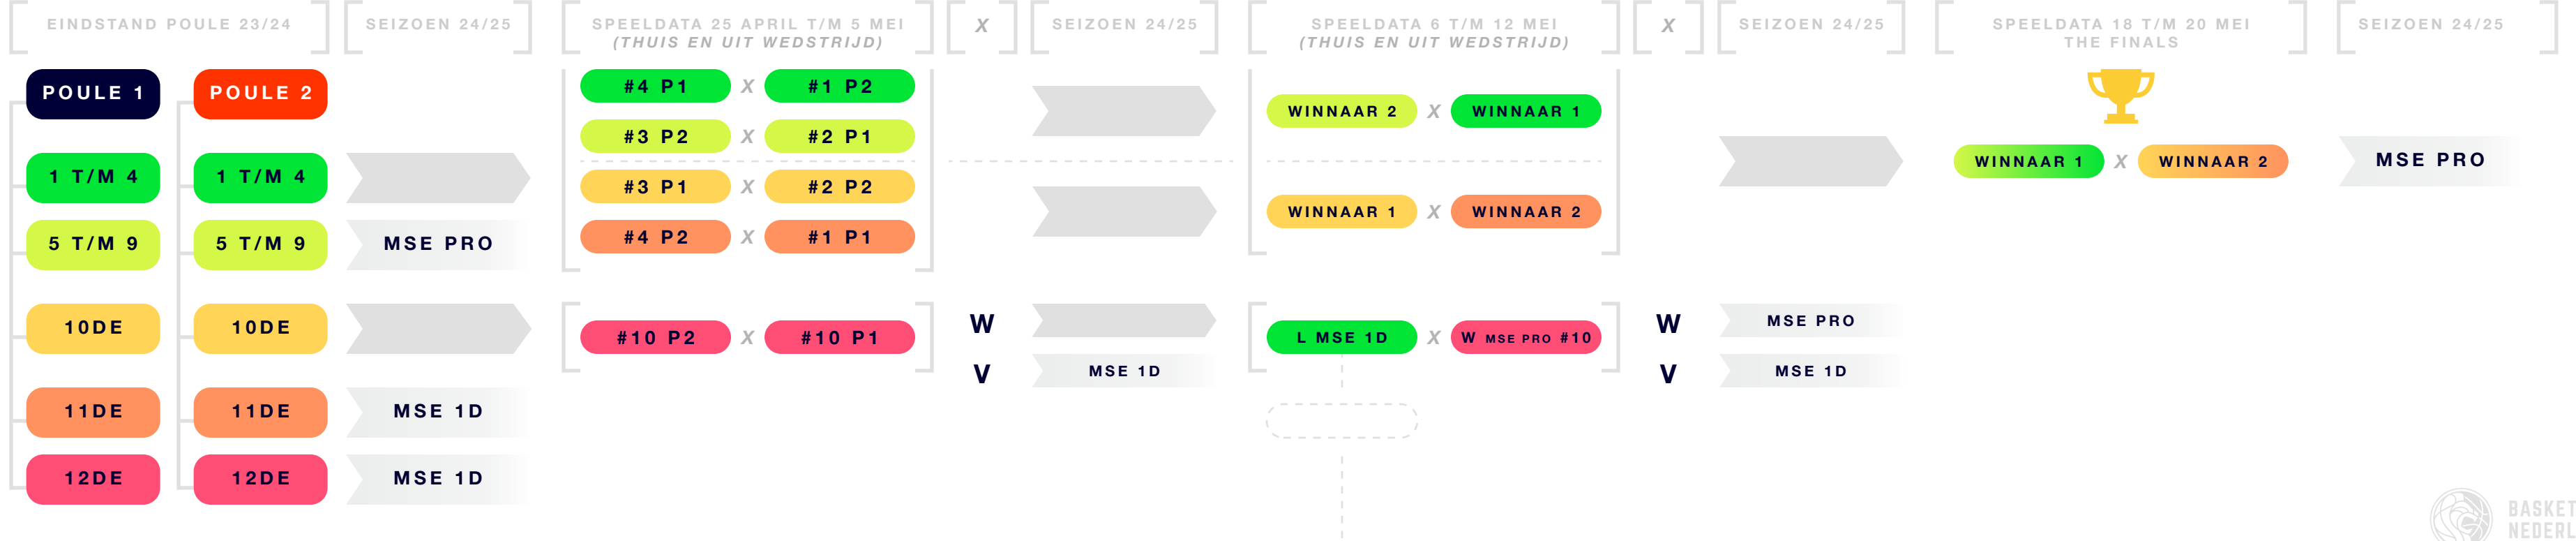 EINDSTAND POULE 23/24
SEIZOEN 24/25
SPEELDATA 25 APRIL T/M 5 MEI
(THUIS EN UIT WEDSTRIJD)
X
SEIZOEN 24/25
SPEELDATA 6 T/M 12 MEI
(THUIS EN UIT WEDSTRIJD)
X
SEIZOEN 24/25
SPEELDATA 18 T/M 20 MEI
THE FINALS
SEIZOEN 24/25
POULE 1
POULE 2
1 T/M 4
1 T/M 4
5 T/M 9
5 T/M 9
MSE PRO
10DE
10DE
11DE
11DE
MSE 1D
12DE
12DE
MSE 1D
#4 P1 X #1 P2
#3 P2 X #2 P1
#3 P1 X #2 P2
#4 P2 X #1 P1
#10 P2 X #10 P1
W
V
MSE 1D
WINNAAR 2 X WINNAAR 1
WINNAAR 1 X WINNAAR 2
L MSE 1D X W MSE PRO #10
W
MSE PRO
V
MSE 1D
WINNAAR 1 X WINNAAR 2
MSE PRO
BASKET
NEDERL